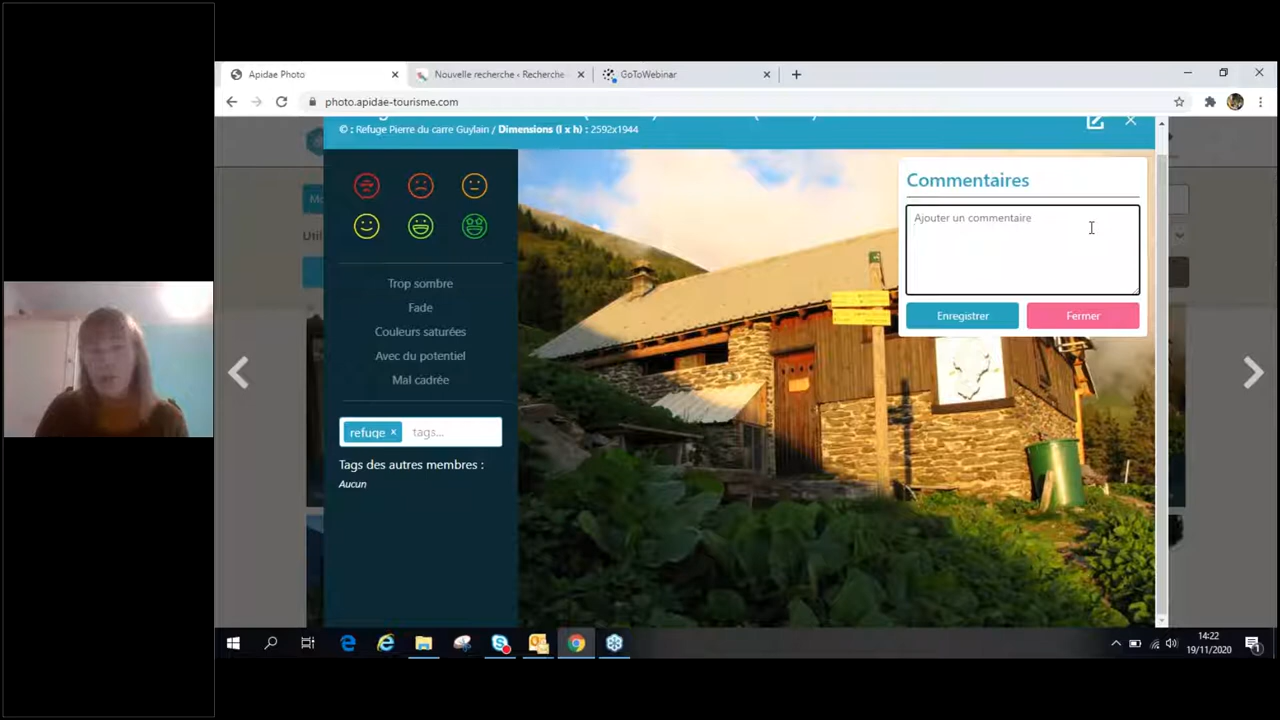 Apidae Photo
Nouvelle recherche ‹ Recherche
GoToWebinar
photo.apidae-tourisme.com
© : Refuge Pierre du carre Guylain / Dimensions (l x h) : 2592x1944
Commentaires
Ajouter un commentaire
Enregistrer
Fermer
Trop sombre
Fade
Couleurs saturées
Avec du potentiel
Mal cadrée
refuge ×
tags...
Tags des autres membres :
Aucun
14:22
19/11/2020